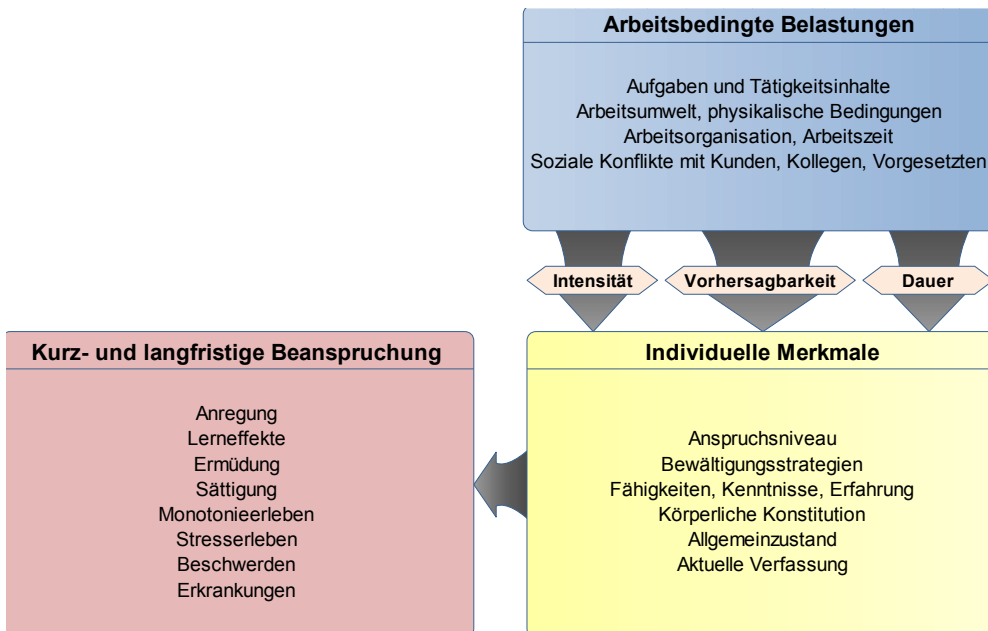 Arbeitsbedingte Belastungen
Aufgaben und Tätigkeitsinhalte
Arbeitsumwelt, physikalische Bedingungen
Arbeitsorganisation, Arbeitszeit
Soziale Konflikte mit Kunden, Kollegen, Vorgesetzten
Intensität
Vorhersagbarkeit
Dauer
Individuelle Merkmale
Anspruchsniveau
Bewältigungsstrategien
Fähigkeiten, Kenntnisse, Erfahrung
Körperliche Konstitution
Allgemeinzustand
Aktuelle Verfassung
Kurz- und langfristige Beanspruchung
Anregung
Lerneffekte
Ermüdung
Sättigung
Monotonieerleben
Stresserleben
Beschwerden
Erkrankungen